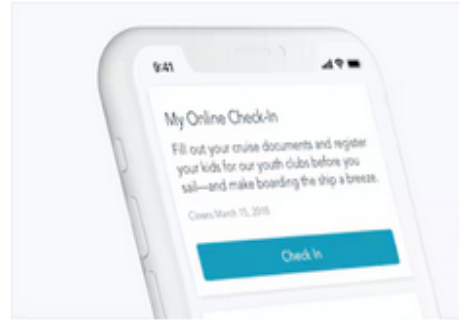 9:41
My Online Check-In
Fill out your cruise documents and register
your kids for our youth clubs before you
sail—and make boarding the ship a breeze.
Closes March 15, 2018
Check In